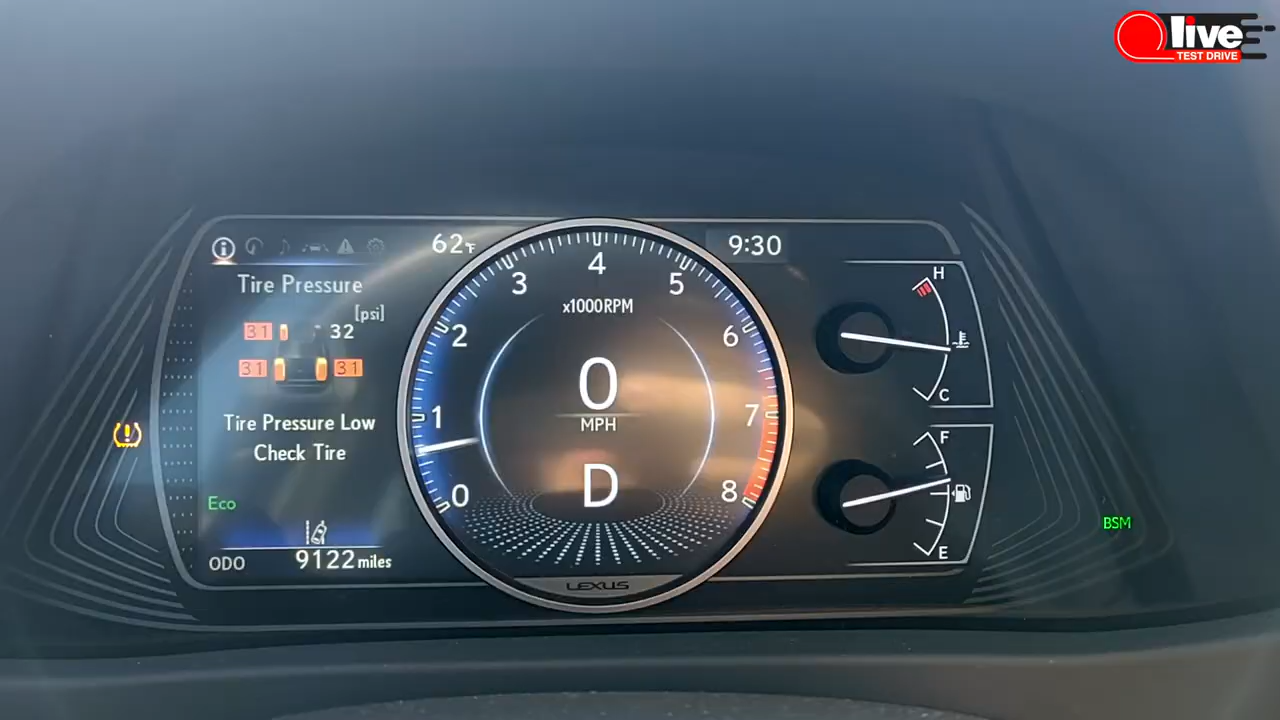 live
TEST DRIVE
62°F
9:30
Tire Pressure
[psi]
31
32
31
31
Tire Pressure Low
Check Tire
Eco
ODO
9122 miles
0
1
2
3
4
5
6
7
8
x1000RPM
0
MPH
D
LEXUS
H
C
F
E
BSM